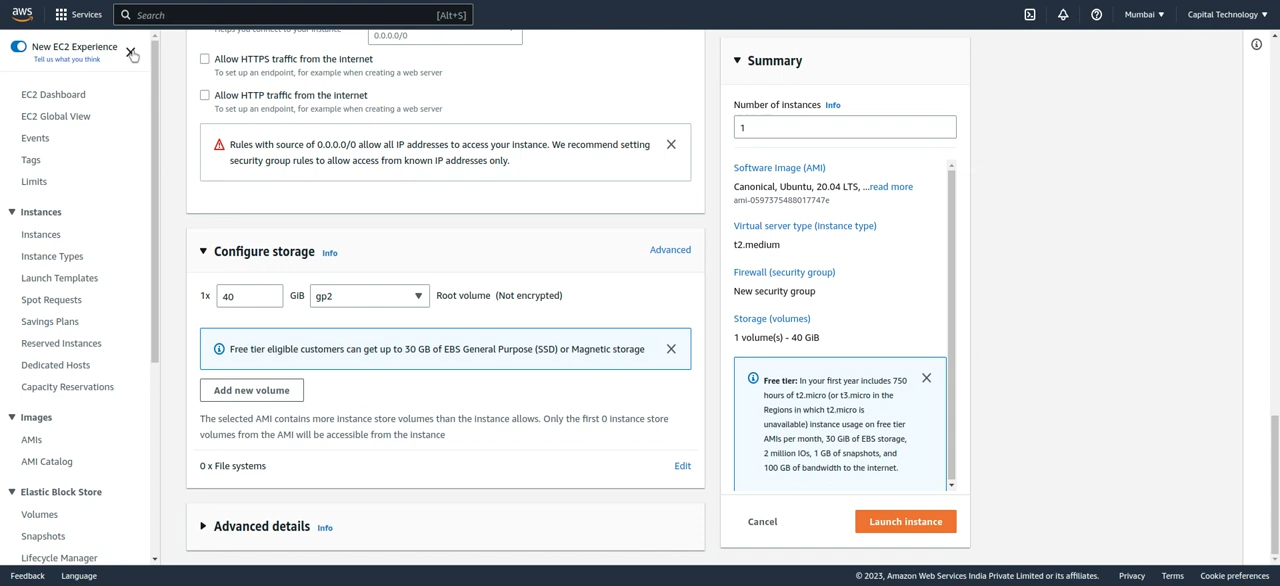 aws
Services
Search
[Alt+S]
Mumbai
Capital Technology
New EC2 Experience
Tell us what you think
EC2 Dashboard
EC2 Global View
Events
Tags
Limits
Instances
Instances
Instance Types
Launch Templates
Spot Requests
Savings Plans
Reserved Instances
Dedicated Hosts
Capacity Reservations
Images
AMIs
AMI Catalog
Elastic Block Store
Volumes
Snapshots
Lifecycle Manager
Helps you connect to your instance
0.0.0.0/0
Allow HTTPS traffic from the internet
To set up an endpoint, for example when creating a web server
Allow HTTP traffic from the internet
To set up an endpoint, for example when creating a web server
Rules with source of 0.0.0.0/0 allow all IP addresses to access your instance. We recommend setting
security group rules to allow access from known IP addresses only.
Configure storage Info
Advanced
1x 40 GiB gp2 Root volume (Not encrypted)
Free tier eligible customers can get up to 30 GB of EBS General Purpose (SSD) or Magnetic storage
Add new volume
The selected AMI contains more instance store volumes than the instance allows. Only the first 0 instance store
volumes from the AMI will be accessible from the instance
0 x File systems
Edit
Advanced details Info
Summary
Number of instances Info
1
Software Image (AMI)
Canonical, Ubuntu, 20.04 LTS, ...read more
ami-0597375488017747e
Virtual server type (instance type)
t2.medium
Firewall (security group)
New security group
Storage (volumes)
1 volume(s) - 40 GiB
Free tier: In your first year includes 750
hours of t2.micro (or t3.micro in the
Regions in which t2.micro is
unavailable) instance usage on free tier
AMIs per month, 30 GiB of EBS storage,
2 million IOs, 1 GB of snapshots, and
100 GB of bandwidth to the internet.
Cancel
Launch instance
Feedback
Language
© 2023, Amazon Web Services India Private Limited or its affiliates.
Privacy
Terms
Cookie preferences